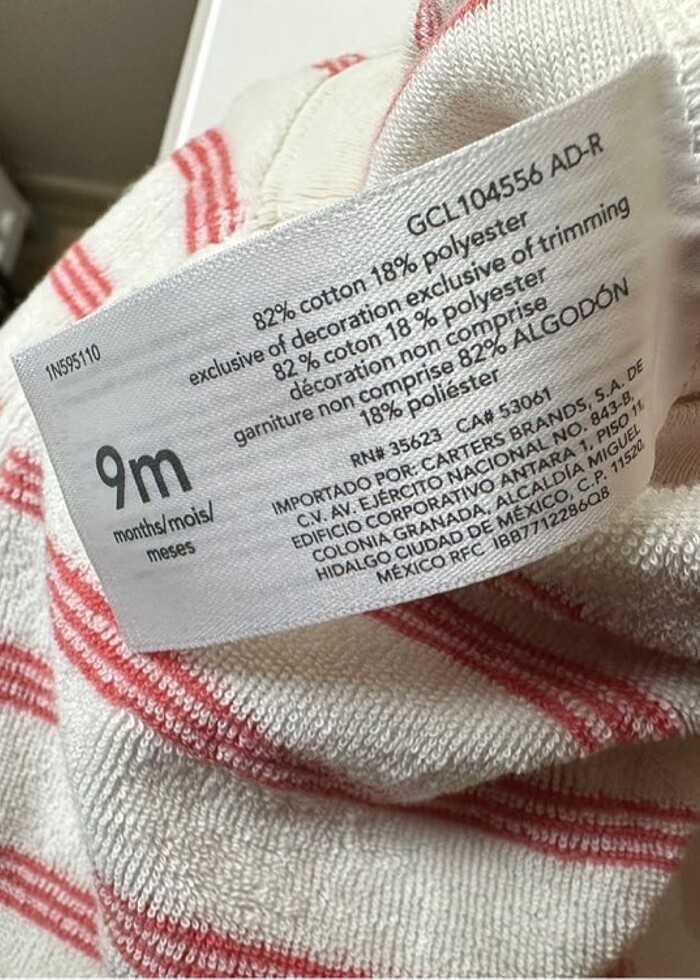 GCL104556 AD-R
82% cotton 18% polyester
exclusive of decoration exclusive of trimming
82 % coton 18 % polyester
décoration non comprise
garniture non comprise 82% ALGODÓN
18% poliéster
RN# 35623 CA# 53061
IMPORTADO POR: CARTERS BRANDS, S.A. DE
C.V. AV. EJÉRCITO NACIONAL NO. 843-B,
EDIFICIO CORPORATIVO ANTARA 1, PISO 11,
COLONIA GRANADA, ALCALDÍA MIGUEL
HIDALGO CIUDAD DE MÉXICO, C.P. 11520,
MÉXICO RFC IBB7712286Q8
1N595110
9m
months/mois/
meses